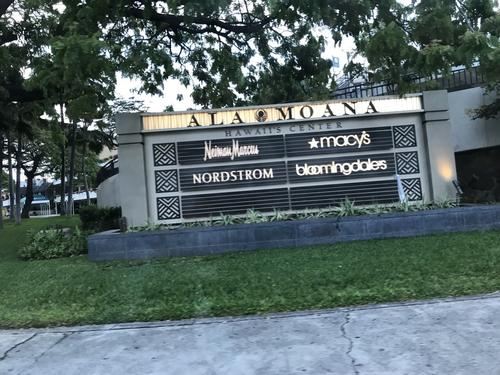 ALA MOANA
HAWAII'S CENTER
Neiman Marcus
★macy's
NORDSTROM
bloomingdale's